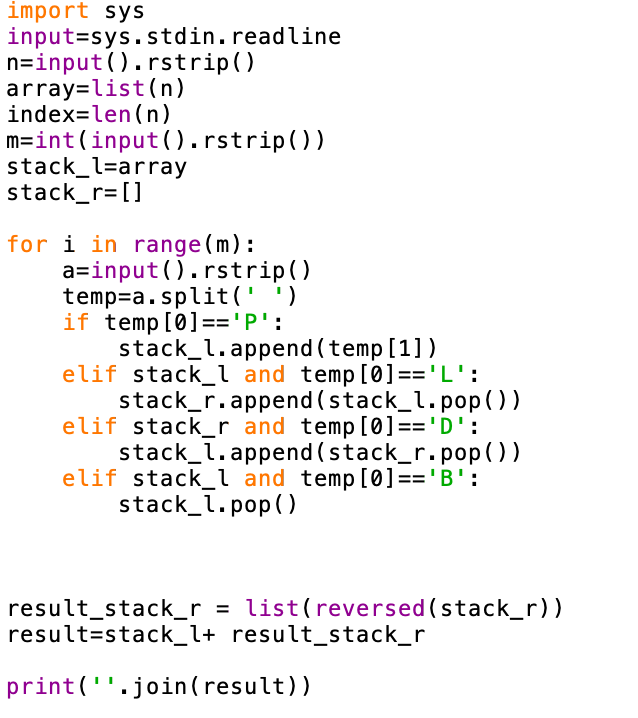 import sys
input=sys.stdin.readline
n=input().rstrip()
array=list(n)
index=len(n)
m=int(input().rstrip())
stack_l=array
stack_r=[]

for i in range(m):
    a=input().rstrip()
    temp=a.split(' ')
    if temp[0]=='P':
        stack_l.append(temp[1])
    elif stack_l and temp[0]=='L':
        stack_r.append(stack_l.pop())
    elif stack_r and temp[0]=='D':
        stack_l.append(stack_r.pop())
    elif stack_l and temp[0]=='B':
        stack_l.pop()

result_stack_r = list(reversed(stack_r))
result=stack_l+ result_stack_r

print(''.join(result))